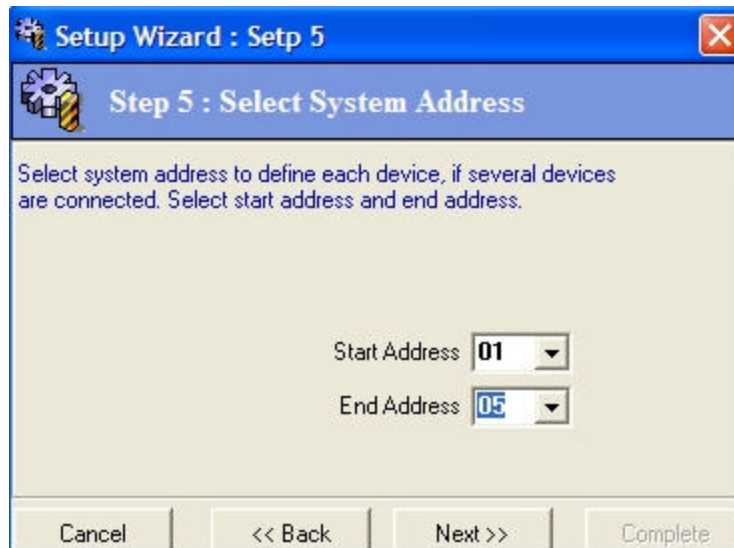 Setup Wizard : Setp 5
Step 5 : Select System Address
Select system address to define each device, if several devices
are connected. Select start address and end address.
Start Address 01
End Address 05
Cancel << Back Next >> Complete